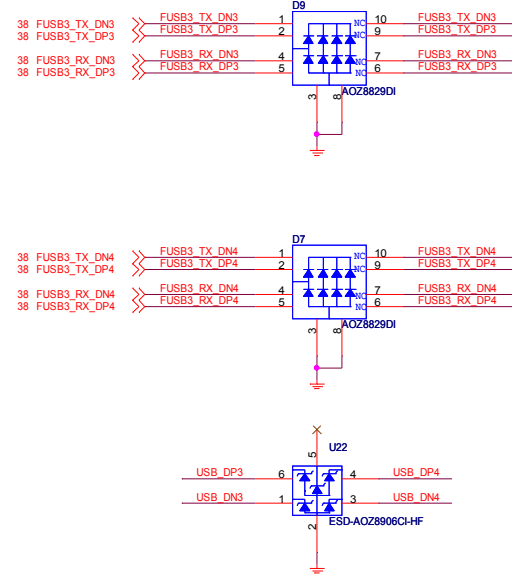 D9
38 FUSB3_TX_DN3 FUSB3_TX_DN3 1 NC 10 FUSB3_TX_DN3
38 FUSB3_TX_DP3 FUSB3_TX_DP3 2 NC 9 FUSB3_TX_DP3
38 FUSB3_RX_DN3 FUSB3_RX_DN3 4 NC 7 FUSB3_RX_DN3
38 FUSB3_RX_DP3 FUSB3_RX_DP3 5 NC 6 FUSB3_RX_DP3
3 8 AOZ8829DI
D7
38 FUSB3_TX_DN4 FUSB3_TX_DN4 1 NC 10 FUSB3_TX_DN4
38 FUSB3_TX_DP4 FUSB3_TX_DP4 2 NC 9 FUSB3_TX_DP4
38 FUSB3_RX_DN4 FUSB3_RX_DN4 4 NC 7 FUSB3_RX_DN4
38 FUSB3_RX_DP4 FUSB3_RX_DP4 5 NC 6 FUSB3_RX_DP4
3 8 AOZ8829DI
5 U22
USB_DP3 6 4 USB_DP4
USB_DN3 1 3 USB_DN4
2 ESD-AOZ8906CI-HF